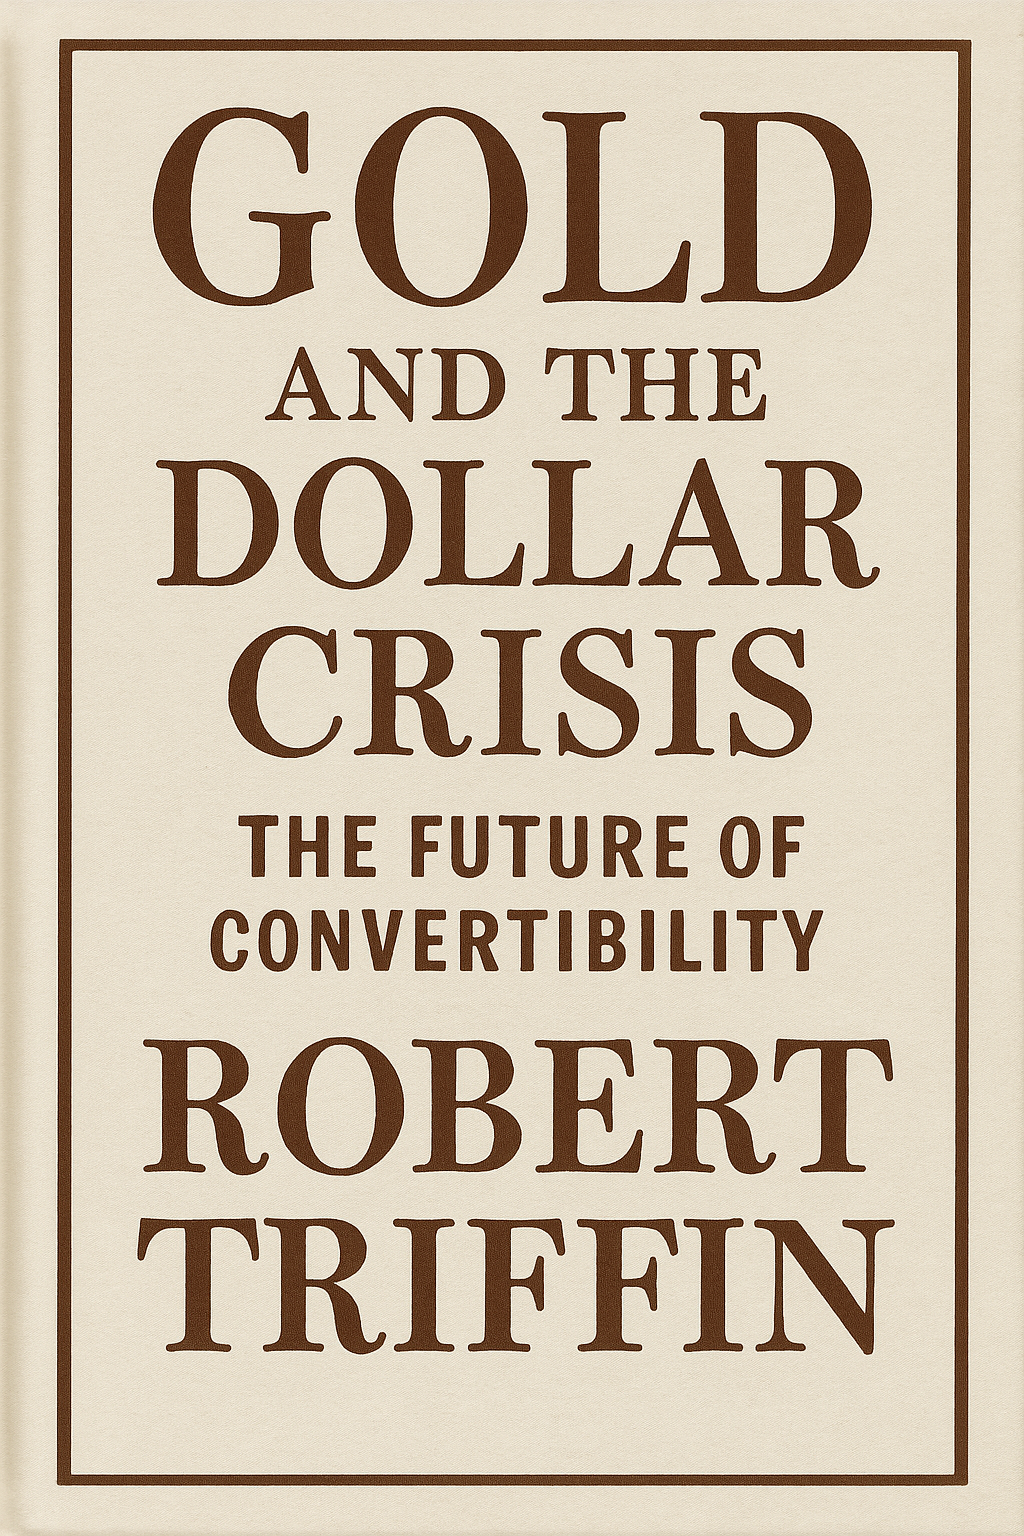 GOLD
AND THE
DOLLAR
CRISIS
THE FUTURE OF
CONVERTIBILITY
ROBERT
TRIFFIN